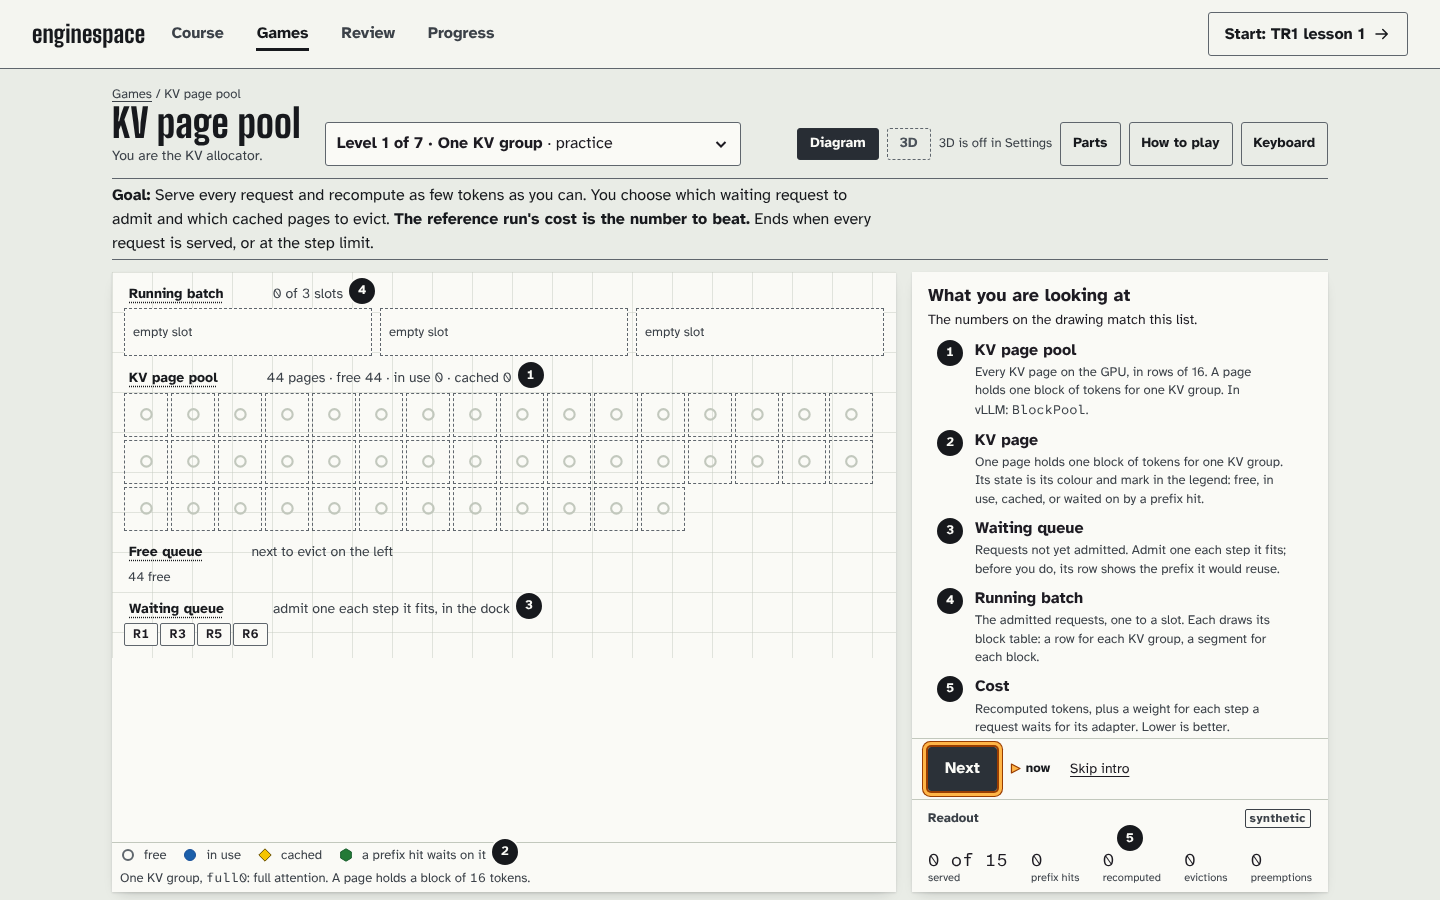 enginespace
Course
Games
Review
Progress
Start: TR1 lesson 1 →
Games / KV page pool
KV page pool
You are the KV allocator.
Level 1 of 7 · One KV group · practice
Diagram
3D
3D is off in Settings
Parts
How to play
Keyboard
Goal: Serve every request and recompute as few tokens as you can. You choose which waiting request to
admit and which cached pages to evict. The reference run's cost is the number to beat. Ends when every
request is served, or at the step limit.
Running batch
0 of 3 slots
4
empty slot
empty slot
empty slot
KV page pool
44 pages · free 44 · in use 0 · cached 0
1
Free queue
next to evict on the left
44 free
Waiting queue
admit one each step it fits, in the dock
3
R1
R3
R5
R6
free
in use
cached
a prefix hit waits on it
2
One KV group, full0: full attention. A page holds a block of 16 tokens.
What you are looking at
The numbers on the drawing match this list.
1
KV page pool
Every KV page on the GPU, in rows of 16. A page
holds one block of tokens for one KV group. In
vLLM: BlockPool.
2
KV page
One page holds one block of tokens for one KV group.
Its state is its colour and mark in the legend: free, in
use, cached, or waited on by a prefix hit.
3
Waiting queue
Requests not yet admitted. Admit one each step it fits;
before you do, its row shows the prefix it would reuse.
4
Running batch
The admitted requests, one to a slot. Each draws its
block table: a row for each KV group, a segment for
each block.
5
Cost
Recomputed tokens, plus a weight for each step a
request waits for its adapter. Lower is better.
Next
now
Skip intro
Readout
synthetic
5
0 of 15
served
0
prefix hits
0
recomputed
0
evictions
0
preemptions